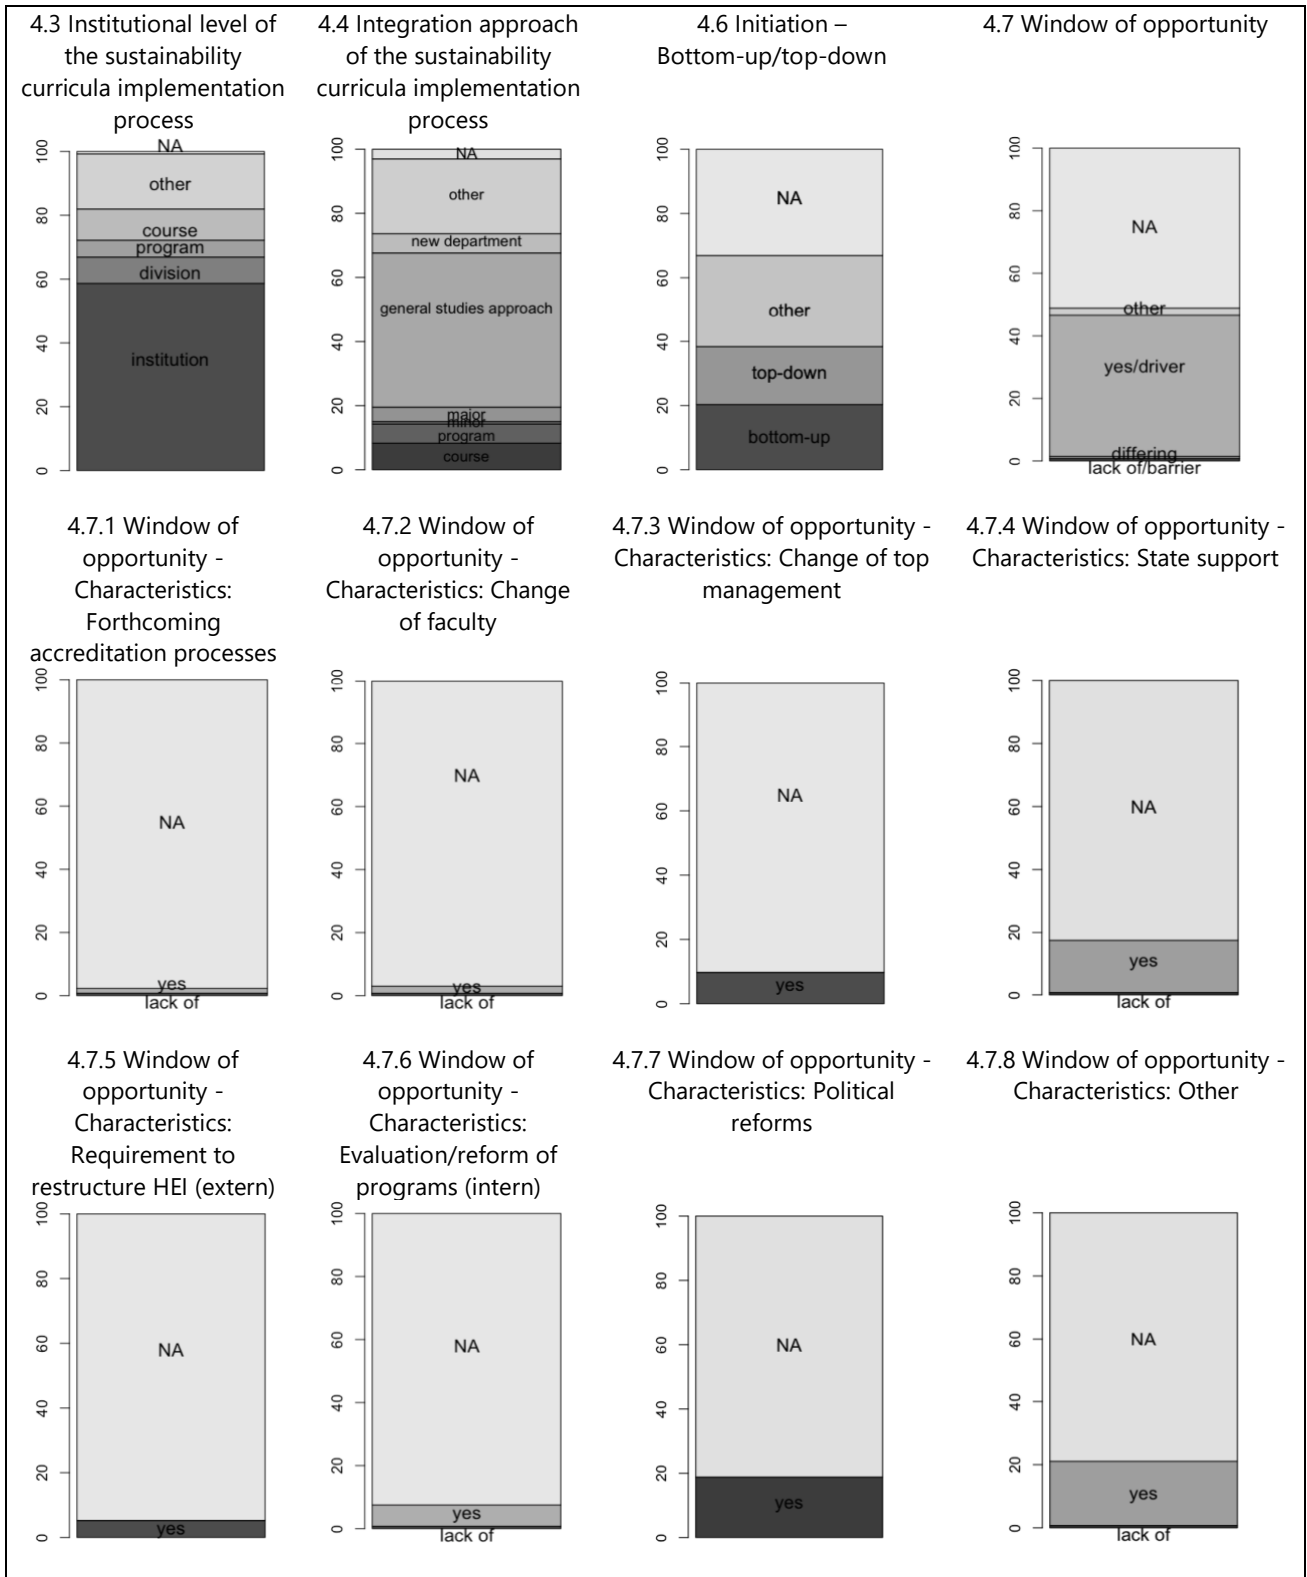 4.3 Institutional level of
the sustainability
curricula implementation
process
100
80
60
40
20
0
NA
other
course
program
division
institution
4.4 Integration approach
of the sustainability
curricula implementation
process
100
80
60
40
20
0
NA
other
new department
general studies approach
major
minor
program
course
4.6 Initiation –
Bottom-up/top-down
100
80
60
40
20
0
NA
other
top-down
bottom-up
4.7 Window of opportunity
100
80
60
40
20
0
NA
other
yes/driver
differing
lack of/barrier
4.7.1 Window of
opportunity -
Characteristics:
Forthcoming
accreditation processes
100
80
60
40
20
0
NA
yes
lack of
4.7.2 Window of
opportunity -
Characteristics: Change
of faculty
100
80
60
40
20
0
NA
yes
lack of
4.7.3 Window of opportunity -
Characteristics: Change of top
management
100
80
60
40
20
0
NA
yes
4.7.4 Window of opportunity -
Characteristics: State support
100
80
60
40
20
0
NA
yes
lack of
4.7.5 Window of
opportunity -
Characteristics:
Requirement to
restructure HEI (extern)
100
80
60
40
20
0
NA
yes
4.7.6 Window of
opportunity -
Characteristics:
Evaluation/reform of
programs (intern)
100
80
60
40
20
0
NA
yes
lack of
4.7.7 Window of opportunity -
Characteristics: Political
reforms
100
80
60
40
20
0
NA
yes
4.7.8 Window of opportunity -
Characteristics: Other
100
80
60
40
20
0
NA
yes
lack of